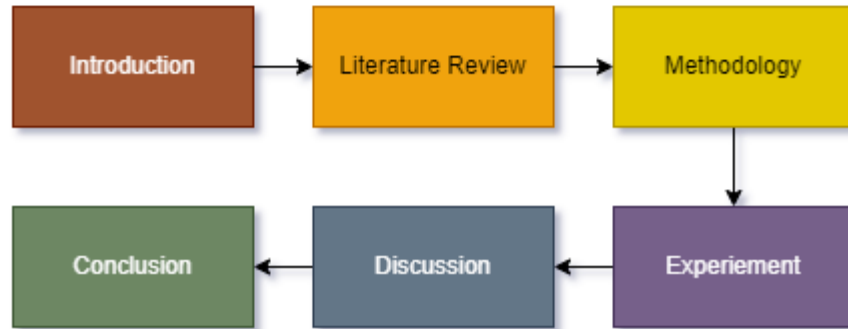 Introduction
Literature Review
Methodology
Experiement
Discussion
Conclusion